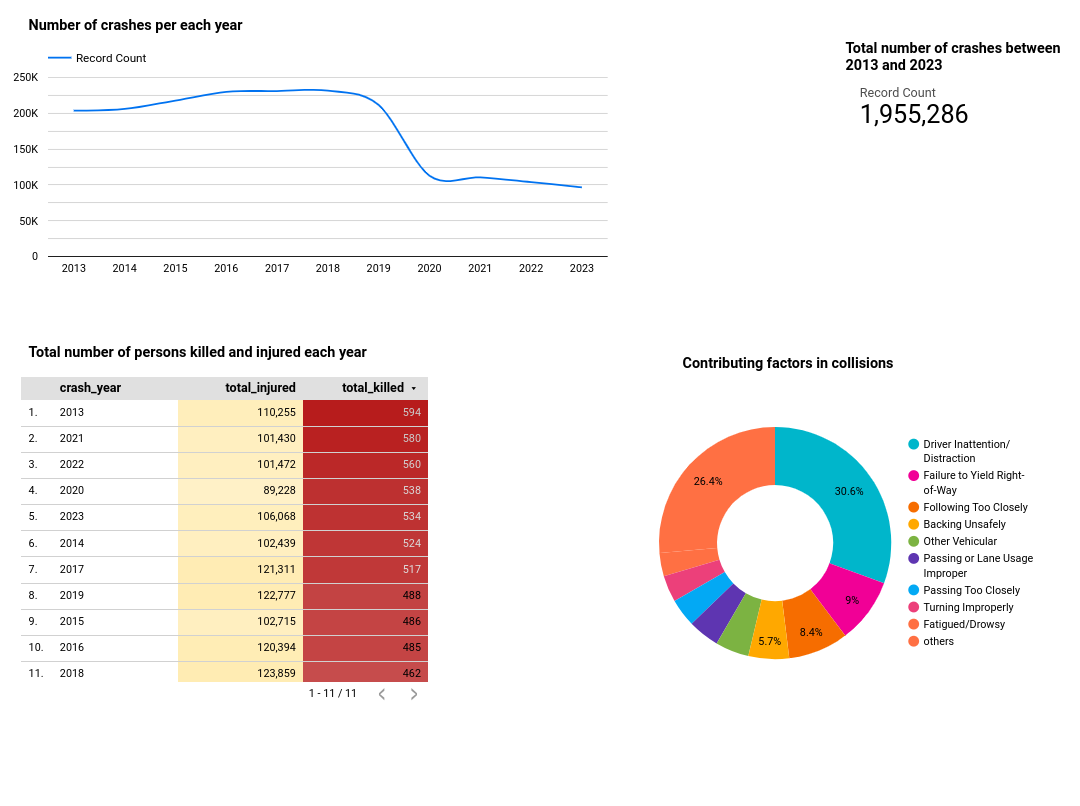 Number of crashes per each year
Record Count
250K
200K
150K
100K
50K
0
2013 2014 2015 2016 2017 2018 2019 2020 2021 2022 2023
Total number of crashes between
2013 and 2023
Record Count
1,955,286
Total number of persons killed and injured each year
crash_year total_injured total_killed
1. 2013 110,255 594
2. 2021 101,430 580
3. 2022 101,472 560
4. 2020 89,228 538
5. 2023 106,068 534
6. 2014 102,439 524
7. 2017 121,311 517
8. 2019 122,777 488
9. 2015 102,715 486
10. 2016 120,394 485
11. 2018 123,859 462
1 - 11 / 11
Contributing factors in collisions
26.4%
30.6%
9%
8.4%
5.7%
Driver Inattention/
Distraction
Failure to Yield Right-
of-Way
Following Too Closely
Backing Unsafely
Other Vehicular
Passing or Lane Usage
Improper
Passing Too Closely
Turning Improperly
Fatigued/Drowsy
others